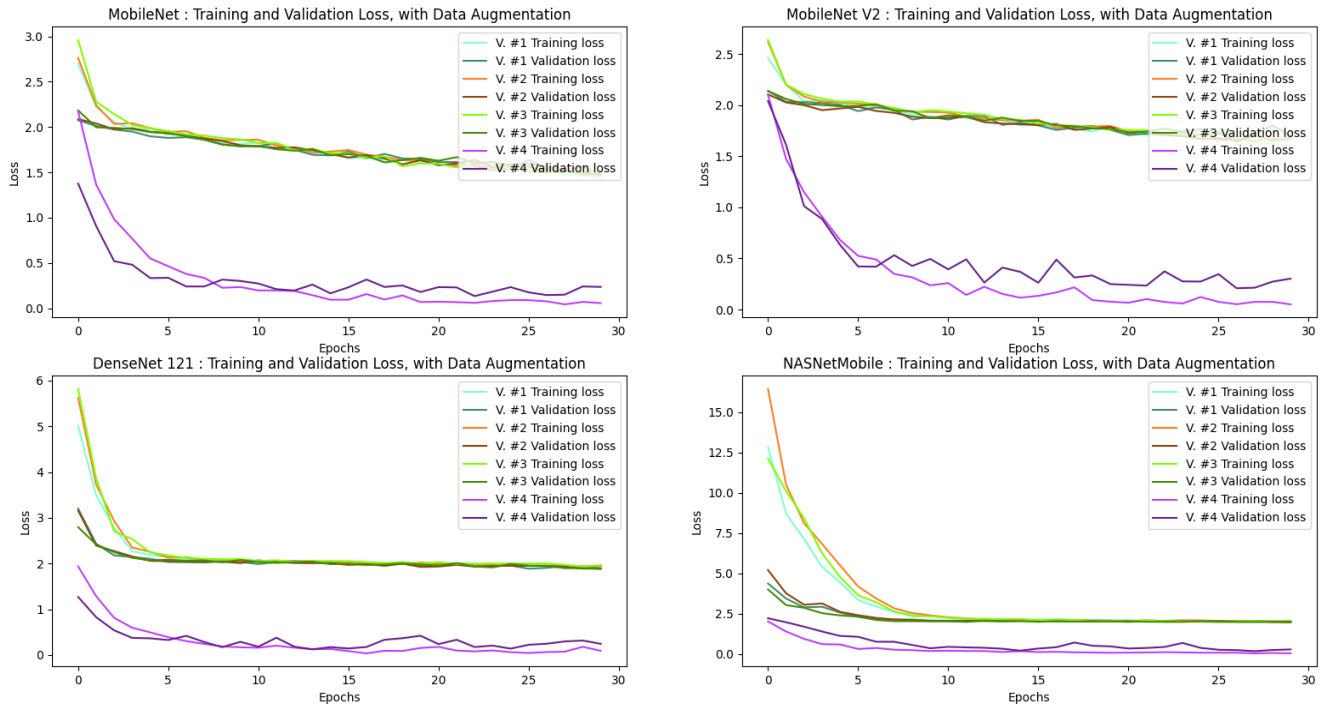 MobileNet : Training and Validation Loss, with Data Augmentation
3.0
2.5
2.0
1.5
1.0
0.5
0.0
Loss
V. #1 Training loss
V. #1 Validation loss
V. #2 Training loss
V. #2 Validation loss
V. #3 Training loss
V. #3 Validation loss
V. #4 Training loss
V. #4 Validation loss
0 5 10 15 20 25 30
Epochs
MobileNet V2 : Training and Validation Loss, with Data Augmentation
2.5
2.0
1.5
1.0
0.5
0.0
Loss
V. #1 Training loss
V. #1 Validation loss
V. #2 Training loss
V. #2 Validation loss
V. #3 Training loss
V. #3 Validation loss
V. #4 Training loss
V. #4 Validation loss
0 5 10 15 20 25 30
Epochs
DenseNet 121 : Training and Validation Loss, with Data Augmentation
6
5
4
3
2
1
0
Loss
V. #1 Training loss
V. #1 Validation loss
V. #2 Training loss
V. #2 Validation loss
V. #3 Training loss
V. #3 Validation loss
V. #4 Training loss
V. #4 Validation loss
0 5 10 15 20 25 30
Epochs
NASNetMobile : Training and Validation Loss, with Data Augmentation
15.0
12.5
10.0
7.5
5.0
2.5
0.0
Loss
V. #1 Training loss
V. #1 Validation loss
V. #2 Training loss
V. #2 Validation loss
V. #3 Training loss
V. #3 Validation loss
V. #4 Training loss
V. #4 Validation loss
0 5 10 15 20 25 30
Epochs